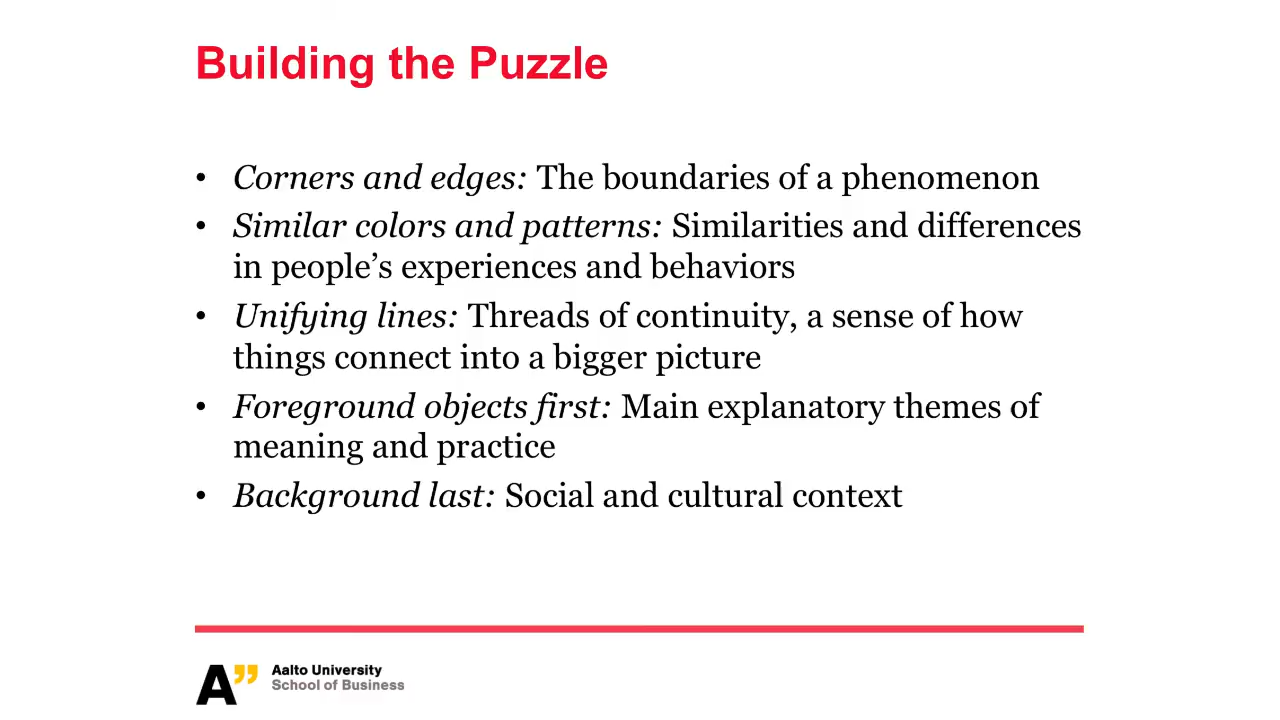 Building the Puzzle
• Corners and edges: The boundaries of a phenomenon
• Similar colors and patterns: Similarities and differences
in people’s experiences and behaviors
• Unifying lines: Threads of continuity, a sense of how
things connect into a bigger picture
• Foreground objects first: Main explanatory themes of
meaning and practice
• Background last: Social and cultural context
A”
Aalto University
School of Business